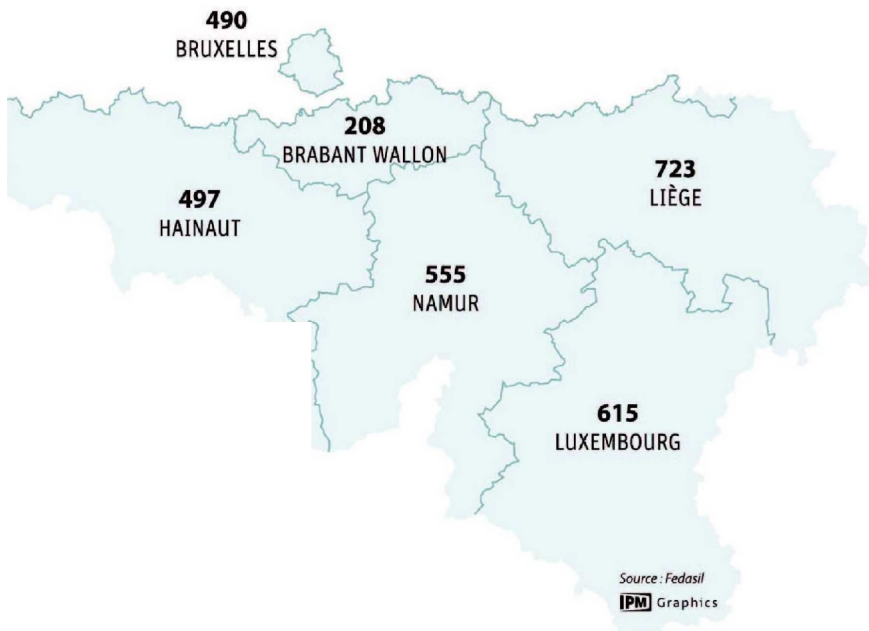 490
BRUXELLES
208
BRABANT WALLON
723
LIÈGE
497
HAINAUT
555
NAMUR
615
LUXEMBOURG
Source : Fedasil
IPM Graphics